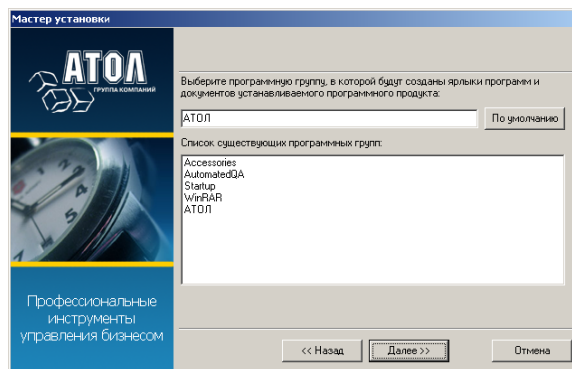 Мастер установки
АТОЛ
ГРУППА КОМПАНИЙ
Выберите программную группу, в которой будут созданы ярлыки программ и
документов устанавливаемого программного продукта:
АТОЛ
По умолчанию
Список существующих программных групп:
Accessories
AutomatedQA
Startup
WinRAR
АТОЛ
Профессиональные
инструменты
управления бизнесом
<< Назад
Далее >>
Отмена